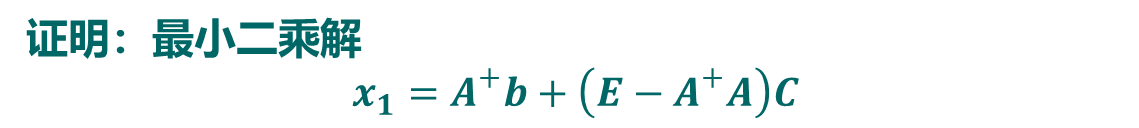 证明：最小二乘解
x₁ = A⁺b + (E − A⁺A)C